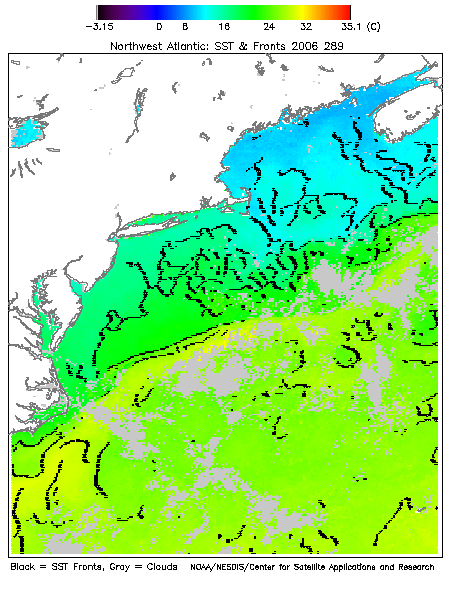 -3.15 0 8 16 24 32 35.1 (C)
Northwest Atlantic: SST & Fronts 2006 289
Black = SST Fronts, Gray = Clouds NOAA/NESDIS/Center for Satellite Applications and Research